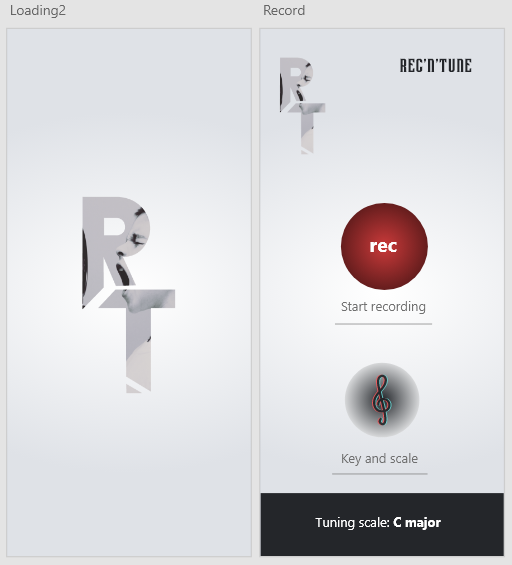 Loading2
Record
RT
RT
REC'N'TUNE
rec
Start recording
Key and scale
Tuning scale: C major